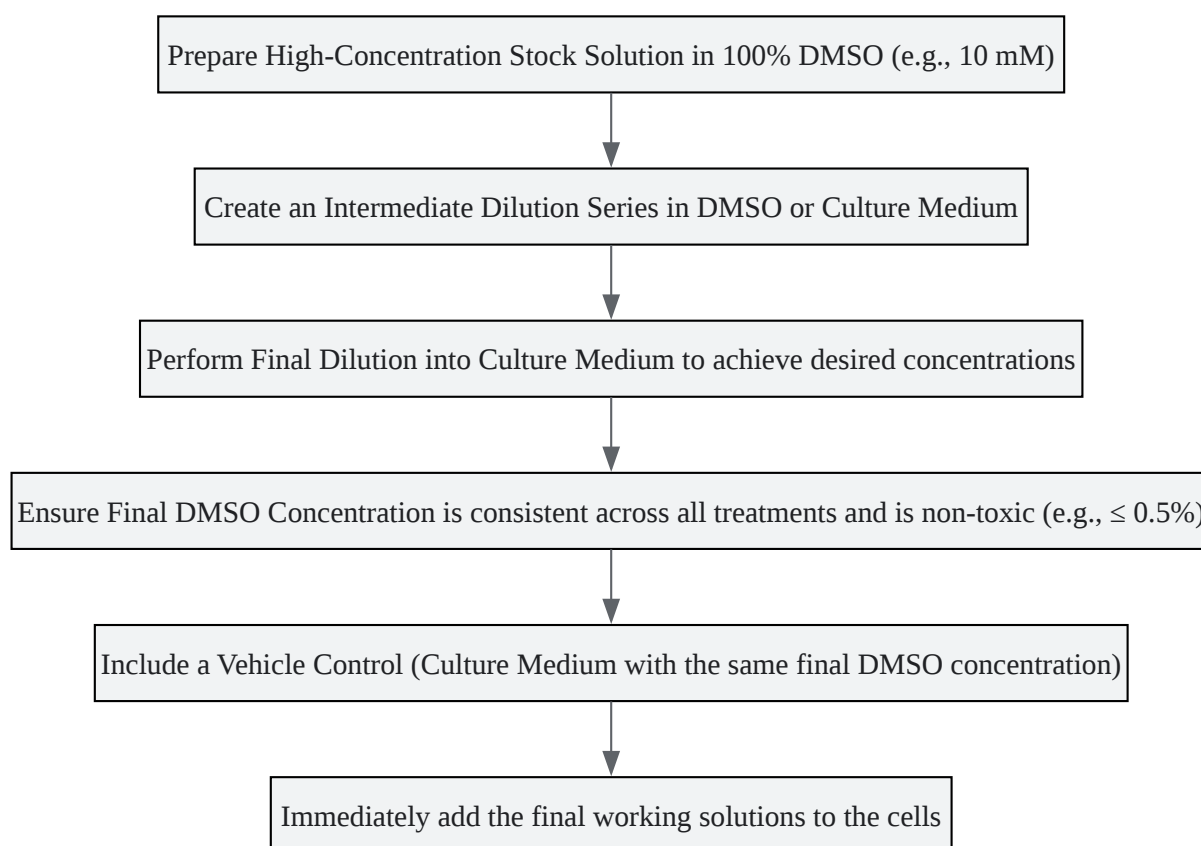 Prepare High-Concentration Stock Solution in 100% DMSO (e.g., 10 mM)
Create an Intermediate Dilution Series in DMSO or Culture Medium
Perform Final Dilution into Culture Medium to achieve desired concentrations
Ensure Final DMSO Concentration is consistent across all treatments and is non-toxic (e.g., ≤ 0.5%)
Include a Vehicle Control (Culture Medium with the same final DMSO concentration)
Immediately add the final working solutions to the cells